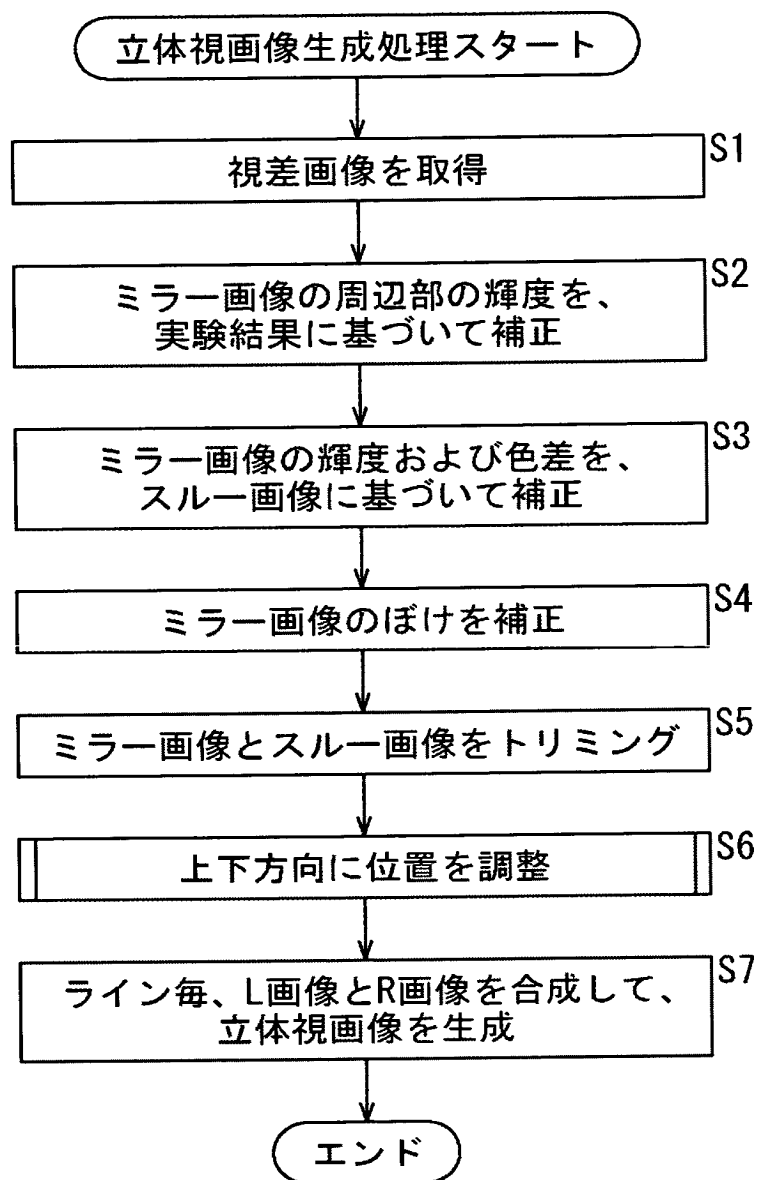 立体視画像生成処理スタート
S1
視差画像を取得
S2
ミラー画像の周辺部の輝度を、
実験結果に基づいて補正
S3
ミラー画像の輝度および色差を、
スルー画像に基づいて補正
S4
ミラー画像のぼけを補正
S5
ミラー画像とスルー画像をトリミング
S6
上下方向に位置を調整
S7
ライン毎、L画像とR画像を合成して、
立体視画像を生成
エンド